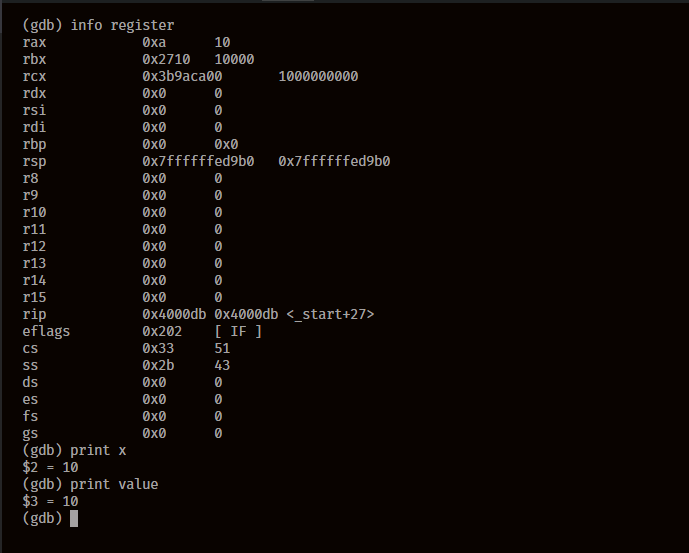 (gdb) info register
rax            0xa      10
rbx            0x2710   10000
rcx            0x3b9aca00       1000000000
rdx            0x0      0
rsi            0x0      0
rdi            0x0      0
rbp            0x0      0x0
rsp            0x7ffffffed9b0   0x7ffffffed9b0
r8             0x0      0
r9             0x0      0
r10            0x0      0
r11            0x0      0
r12            0x0      0
r13            0x0      0
r14            0x0      0
r15            0x0      0
rip            0x4000db 0x4000db <_start+27>
eflags         0x202    [ IF ]
cs             0x33     51
ss             0x2b     43
ds             0x0      0
es             0x0      0
fs             0x0      0
gs             0x0      0
(gdb) print x
$2 = 10
(gdb) print value
$3 = 10
(gdb)